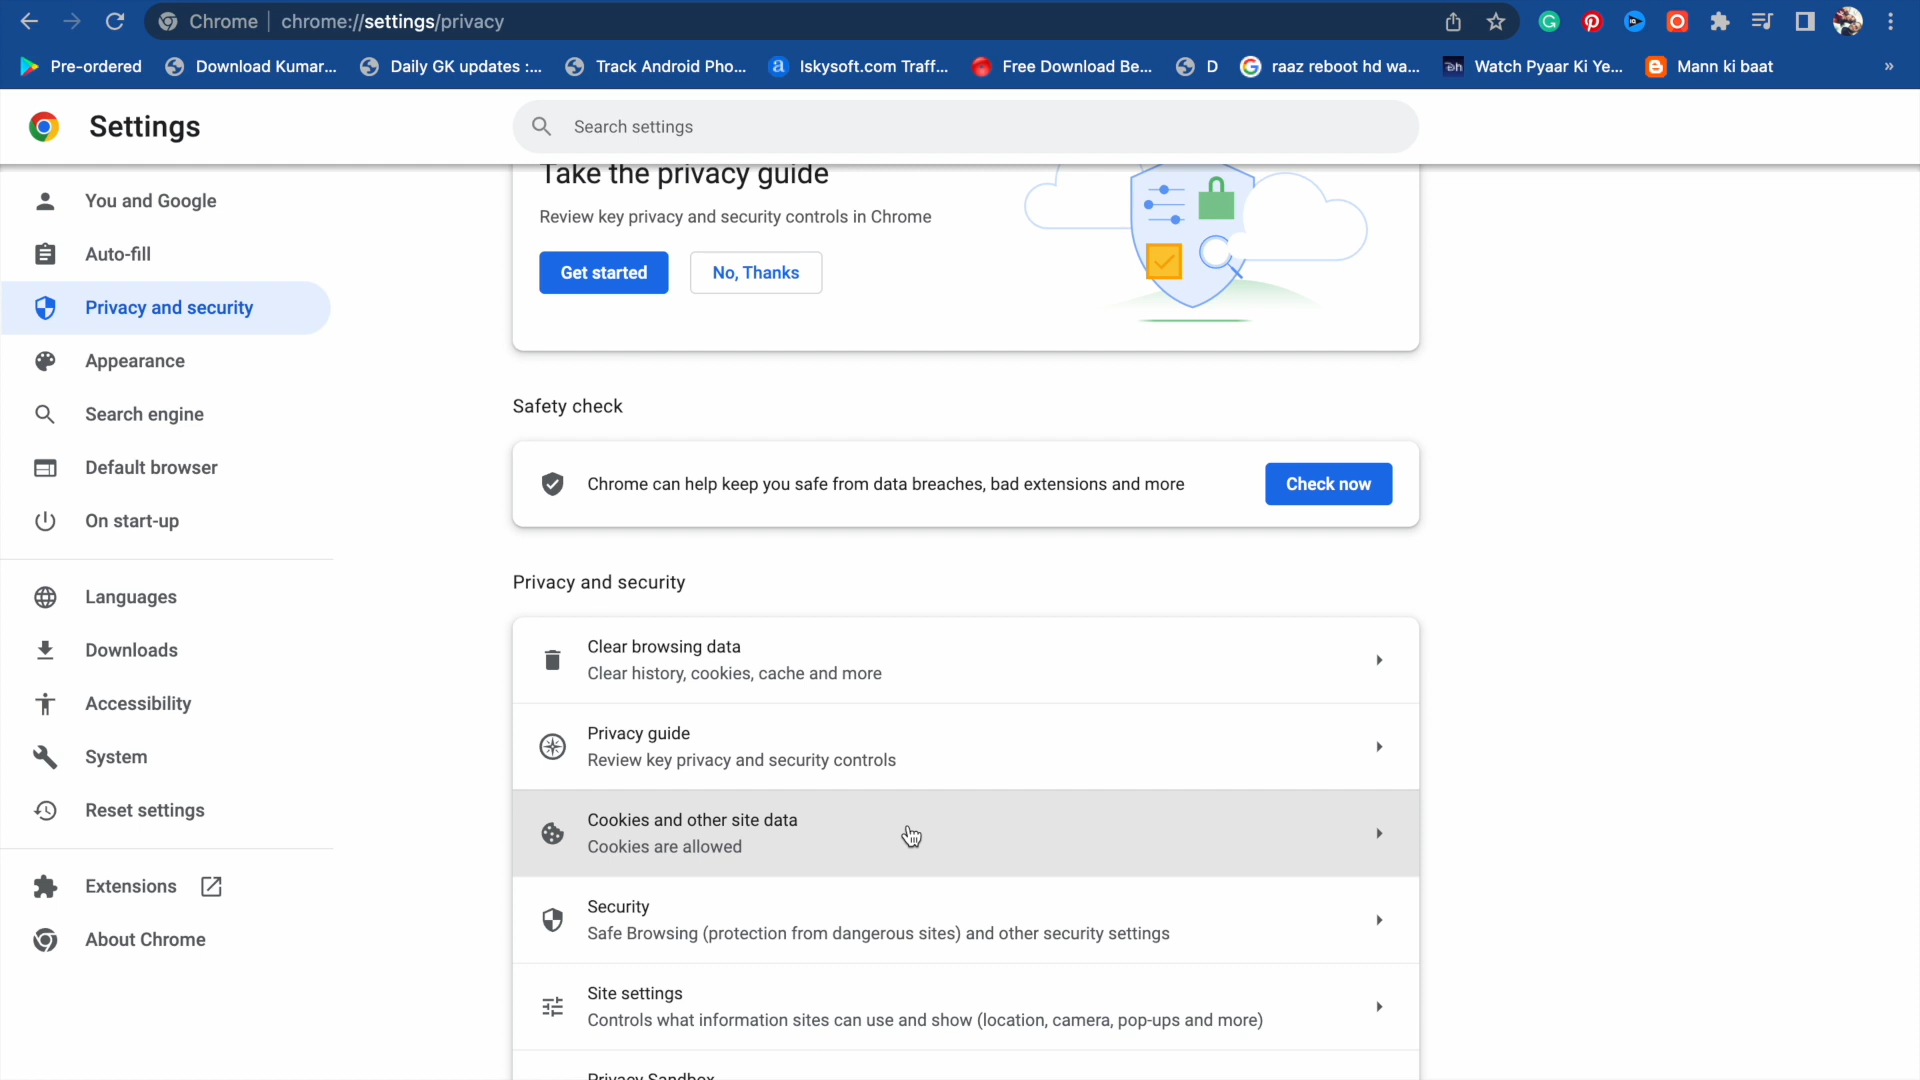 Chrome | chrome://settings/privacy
Pre-ordered Download Kumar... Daily GK updates :... Track Android Pho... Iskysoft.com Traff... Free Download Be... D raaz reboot hd wa... Watch Pyaar Ki Ye... Mann ki baat »
Settings
Search settings
You and Google
Auto-fill
Privacy and security
Appearance
Search engine
Default browser
On start-up
Languages
Downloads
Accessibility
System
Reset settings
Extensions
About Chrome
Take the privacy guide
Review key privacy and security controls in Chrome
Get started No, Thanks
Safety check
Chrome can help keep you safe from data breaches, bad extensions and more
Check now
Privacy and security
Clear browsing data
Clear history, cookies, cache and more
Privacy guide
Review key privacy and security controls
Cookies and other site data
Cookies are allowed
Security
Safe Browsing (protection from dangerous sites) and other security settings
Site settings
Controls what information sites can use and show (location, camera, pop-ups and more)
Privacy Sandbox